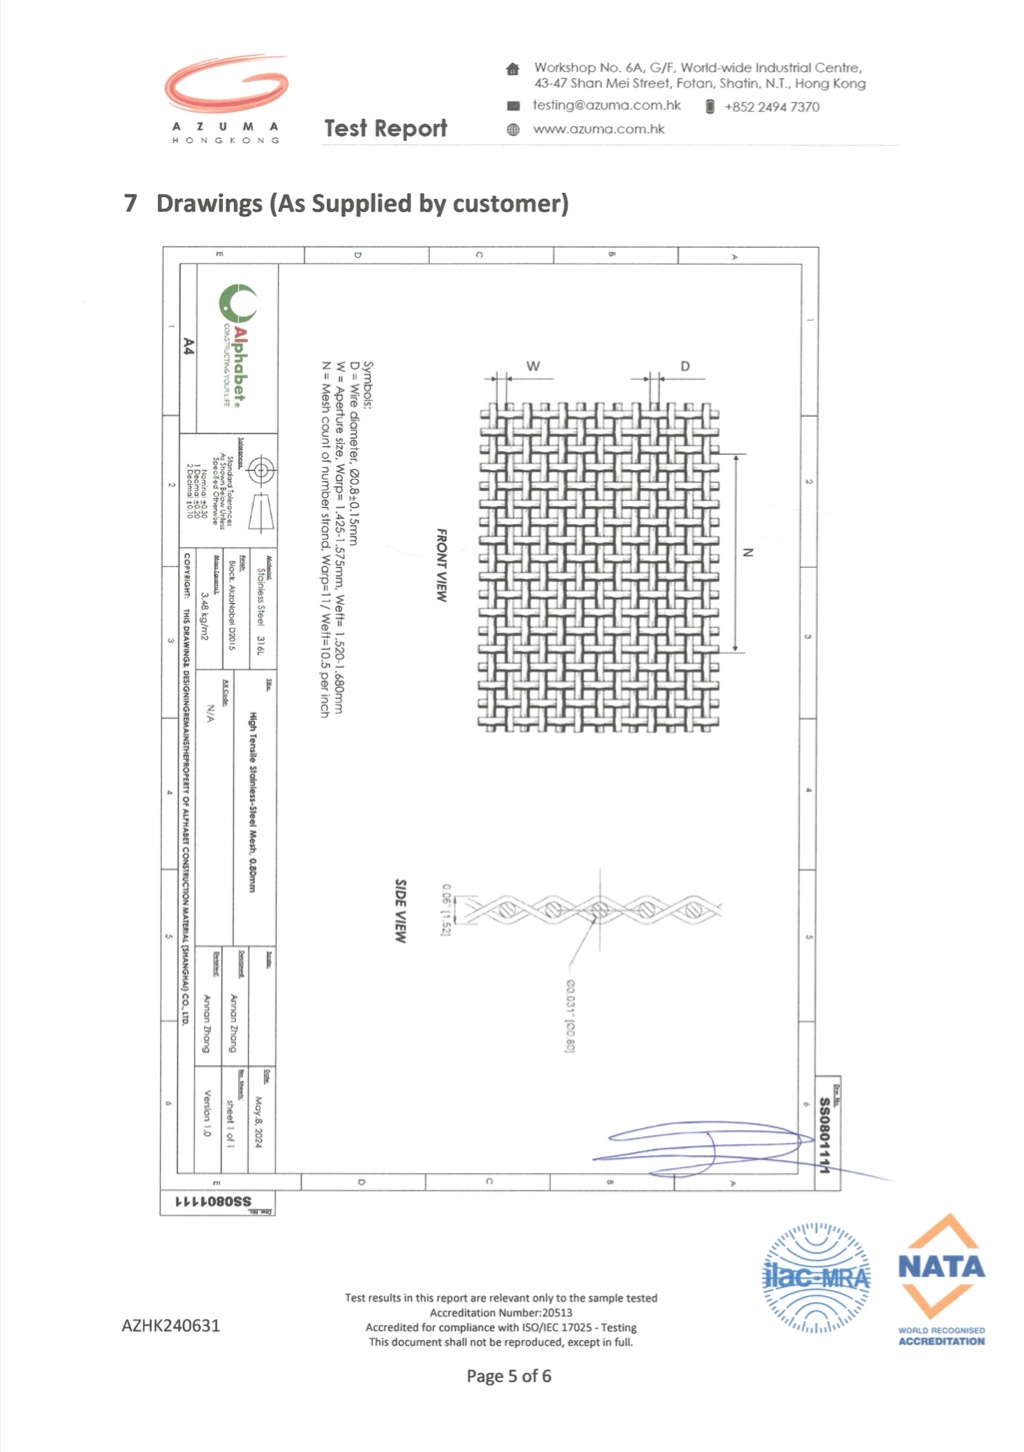 AZUMA
HONGKONG
Test Report
Workshop No. 6A, G/F, World-wide Industrial Centre,
43-47 Shan Mei Street, Fotan, Shatin, N.T., Hong Kong
testing@azuma.com.hk +852 2494 7370
www.azuma.com.hk
7 Drawings (As Supplied by customer)
E D C B A
1 2 3 4 5 6
W D
N
FRONT VIEW
Symbols:
D = Wire diameter, Ø0.8±0.15mm
W = Aperture size, Warp= 1.425-1.575mm, Weft= 1.520-1.680mm
N = Mesh count of number strand, Warp=11/ Weft=10.5 per inch
SIDE VIEW
0.06" [1.52]
Ø0.031" [Ø0.80]
Alphabet
CONSTRUCTING YOUR LIFE
A4
Tolerances:
Standard Tolerances
As Shown Below Unless
Specified Otherwise
Nominal ±0.30
1 Decimal ±0.20
2 Decimal ±0.10
Material:
Stainless Steel 316L
Finish:
Black, AkzoNobel D2015
Mass (grams):
3.48 kg/m2
Title:
High Tensile Stainless-Steel Mesh, 0.80mm
AX Code:
N/A
Scale:
Designed:
Annan Zhang
Annan Zhang
Date:
May.8, 2024
No. Sheets:
sheet 1 of 1
Version 1.0
COPYRIGHT: THIS DRAWING& DESIGNINGREMAINSTHEPROPERTY OF ALPHABET CONSTRUCTION MATERIAL (SHANGHAI) CO., LTD.
Drw. No.
SS0801111
Drw. No.
SS0801111
E D C B A
1 2 3 4 5 6
Test results in this report are relevant only to the sample tested
Accreditation Number:20513
AZHK240631
Accredited for compliance with ISO/IEC 17025 - Testing
This document shall not be reproduced, except in full.
Page 5 of 6
ilac-MRA
NATA
WORLD RECOGNISED
ACCREDITATION